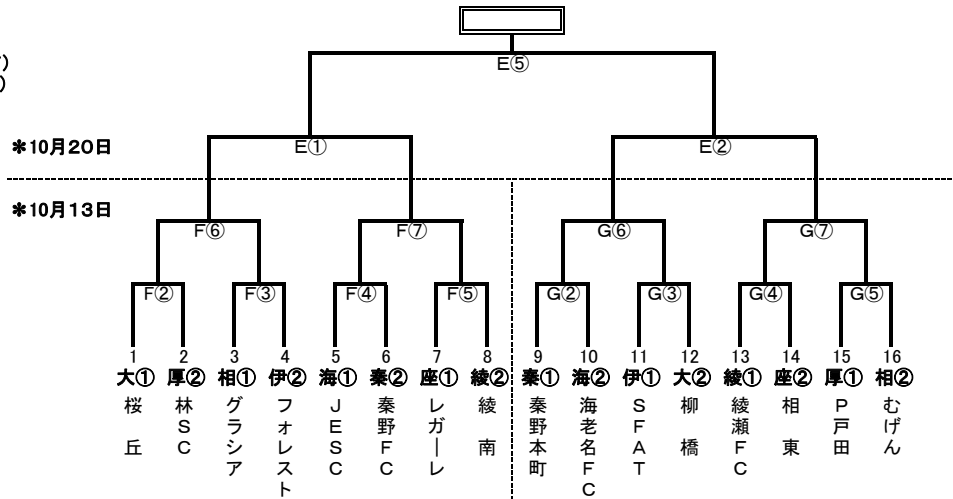 E⑤
)
)
*10月20日
E① E②
*10月13日
F⑥ F⑦ G⑥ G⑦
F② F③ F④ F⑤ G② G③ G④ G⑤
1 2 3 4 5 6 7 8 9 10 11 12 13 14 15 16
大① 厚② 相① 伊② 海① 秦② 座① 綾② 秦① 海② 伊① 大② 綾① 座② 厚① 相②
桜丘
林SC
グラシア
フォレスト
JESC
秦野FC
レガーレ
綾南
秦野本町
海老名FC
SFAT
柳橋
綾瀬FC
相東
P戸田
むげん